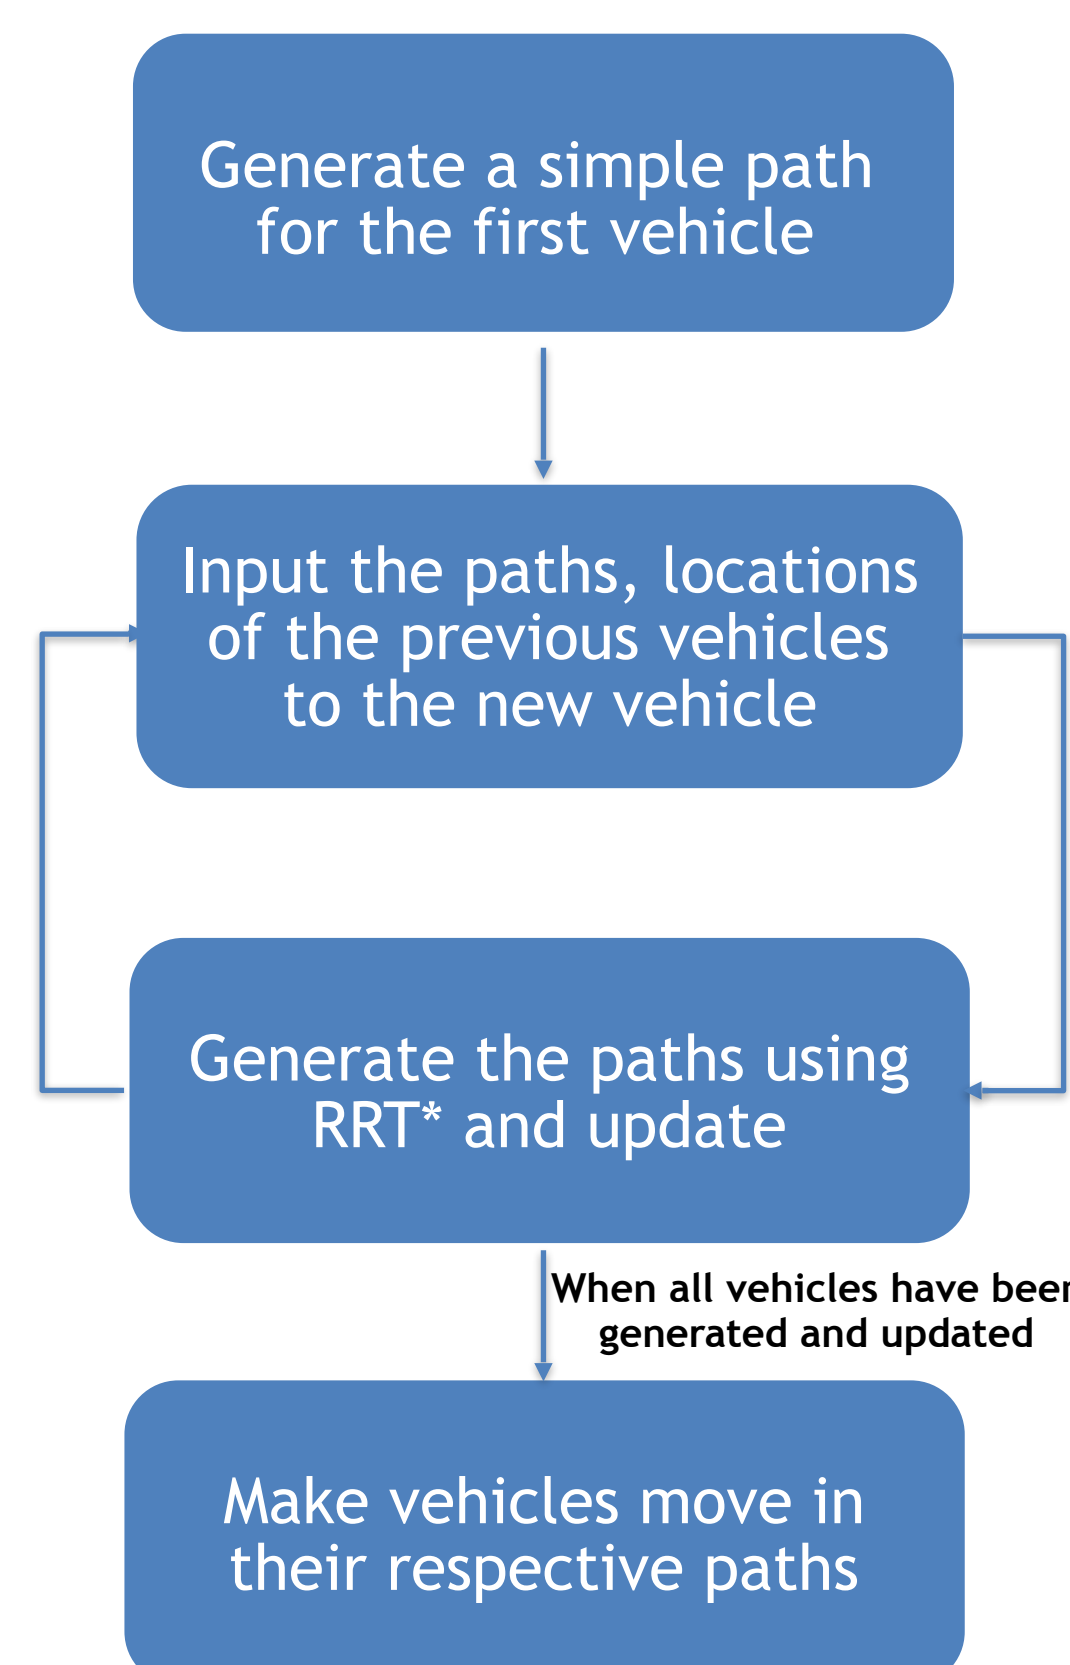 Generate a simple path
for the first vehicle
Input the paths, locations
of the previous vehicles
to the new vehicle
Generate the paths using
RRT* and update
When all vehicles have been
generated and updated
Make vehicles move in
their respective paths